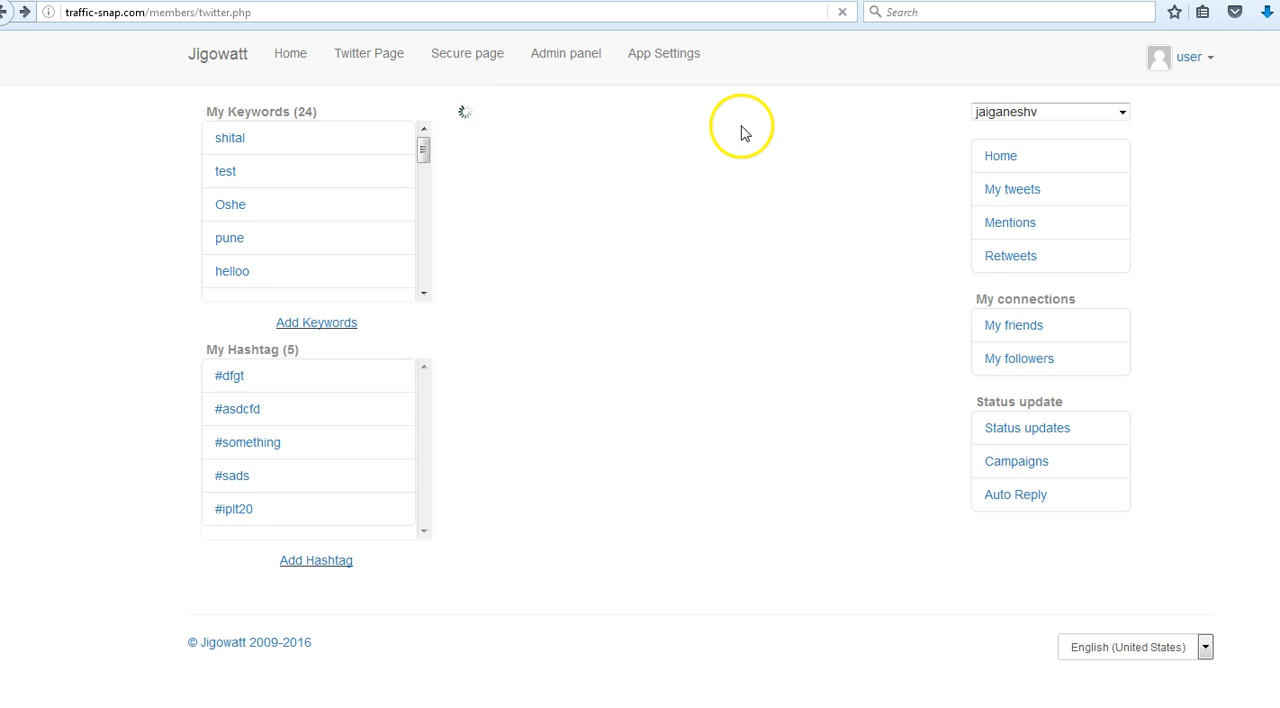 traffic-snap.com/members/twitter.php
Search
Jigowatt Home Twitter Page Secure page Admin panel App Settings user
My Keywords (24)
shital
test
Oshe
pune
helloo
Add Keywords
My Hashtag (5)
#dfgt
#asdcfd
#something
#sads
#iplt20
Add Hashtag
jaiganeshv
Home
My tweets
Mentions
Retweets
My connections
My friends
My followers
Status update
Status updates
Campaigns
Auto Reply
© Jigowatt 2009-2016
English (United States)